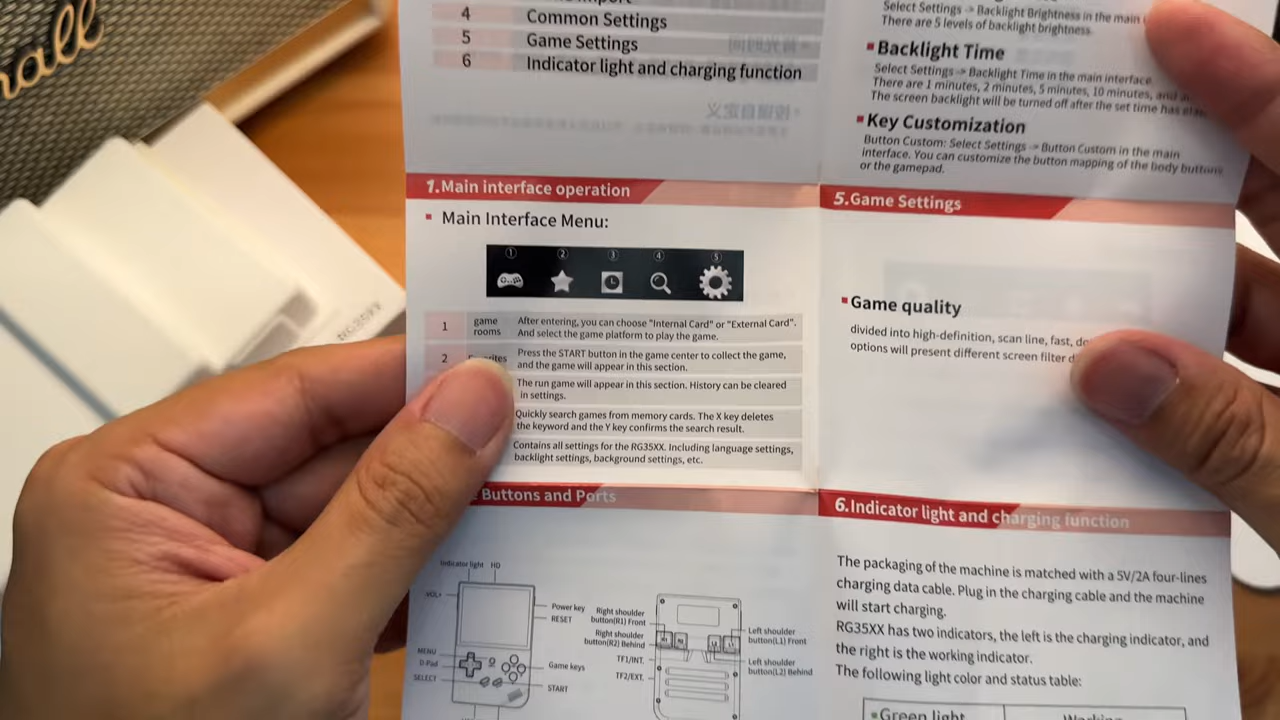 4 Common Settings
5 Game Settings
6 Indicator light and charging function
1.Main interface operation
Main Interface Menu:
① ② ③ ④ ⑤
1 game rooms After entering, you can choose "Internal Card" or "External Card".
And select the game platform to play the game.
2 Press the START button in the game center to collect the game,
and the game will appear in this section.
The run game will appear in this section. History can be cleared
in settings.
Quickly search games from memory cards. The X key deletes
the keyword and the Y key confirms the search result.
Contains all settings for the RG35XX. Including language settings,
backlight settings, background settings, etc.
Buttons and Ports
Indicator light HD
VOL+
MENU
D-Pad
SELECT
Power key
RESET
Game keys
START
Right shoulder
button(R1) Front
Right shoulder
button(R2) Behind
TF1/INT.
TF2/EXT.
Left shoulder
button(L1) Front
Left shoulder
button(L2) Behind
Select Settings -> Backlight Brightness in the main
There are 5 levels of backlight brightness.
Backlight Time
Select Settings -> Backlight Time in the main interface.
There are 1 minutes, 2 minutes, 5 minutes, 10 minutes, and
The screen backlight will be turned off after the set time has
Key Customization
Button Custom: Select Settings -> Button Custom in the main
interface. You can customize the button mapping of the body buttons
or the gamepad.
5.Game Settings
Game quality
divided into high-definition, scan line, fast,
options will present different screen filter
6.Indicator light and charging function
The packaging of the machine is matched with a 5V/2A four-lines
charging data cable. Plug in the charging cable and the machine
will start charging.
RG35XX has two indicators, the left is the charging indicator, and
the right is the working indicator.
The following light color and status table:
Green light Working